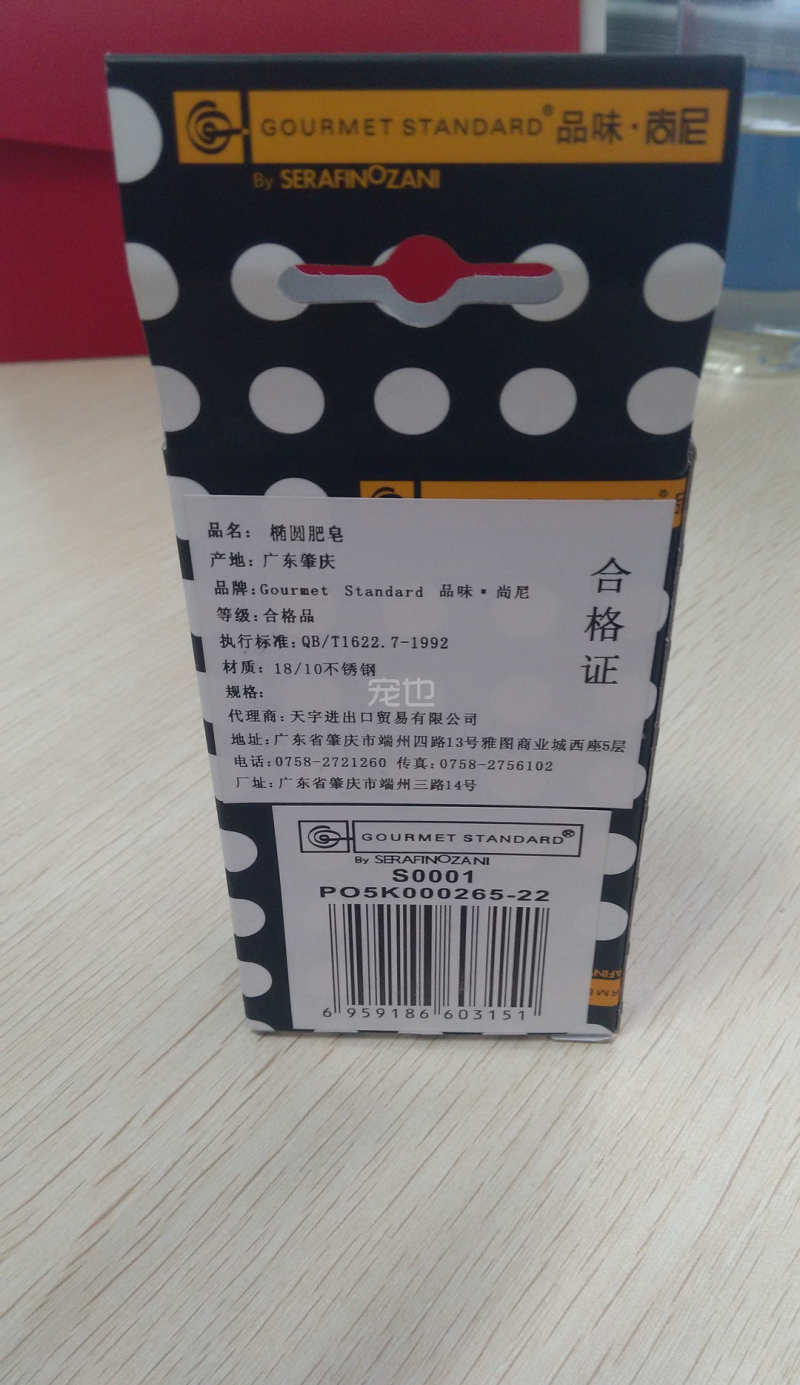 GOURMET STANDARD® 品味·尚尼
By SERAFINOZANI
品名: 椭圆肥皂
产地: 广东肇庆
品牌:Gourmet Standard 品味·尚尼
等级:合格品
执行标准:QB/T1622.7-1992
材质: 18/10不锈钢
规格:
代理商:天宇进出口贸易有限公司
地址:广东省肇庆市端州四路13号雅图商业城西座5层
电话:0758-2721260 传真:0758-2756102
厂址:广东省肇庆市端州三路14号
合格证
宠也
GOURMET STANDARD®
By SERAFINOZANI
S0001
PO5K000265-22
6 959186 603151